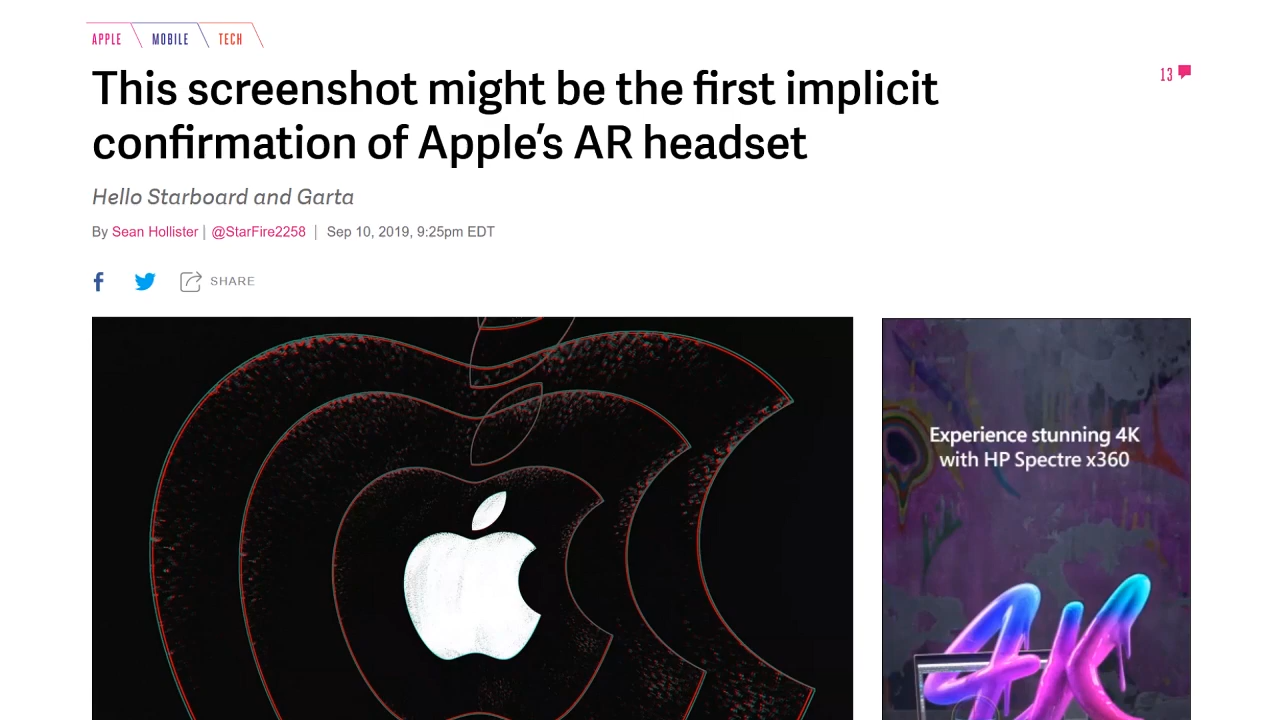 APPLE MOBILE TECH
This screenshot might be the first implicit
confirmation of Apple’s AR headset
13
Hello Starboard and Garta
By Sean Hollister | @StarFire2258 | Sep 10, 2019, 9:25pm EDT
SHARE
Experience stunning 4K
with HP Spectre x360
4K